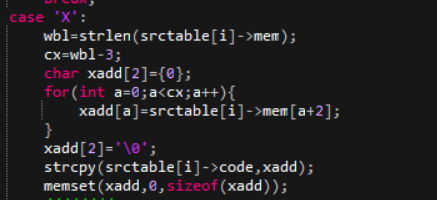 break;
case 'X':
wbl=strlen(srctable[i]->mem);
cx=wbl-3;
char xadd[2]={0};
for(int a=0;a<cx;a++){
xadd[a]=srctable[i]->mem[a+2];
}
xadd[2]='\0';
strcpy(srctable[i]->code,xadd);
memset(xadd,0,sizeof(xadd));